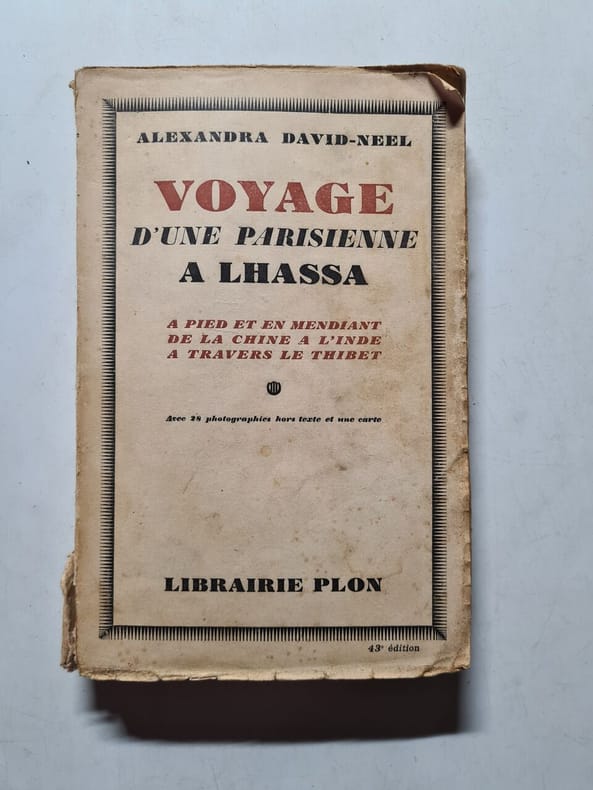 ALEXANDRA DAVID-NEEL
VOYAGE
D'UNE PARISIENNE
A LHASSA
A PIED ET EN MENDIANT
DE LA CHINE A L'INDE
A TRAVERS LE THIBET
Avec 28 photographies hors texte et une carte
LIBRAIRIE PLON
43e édition